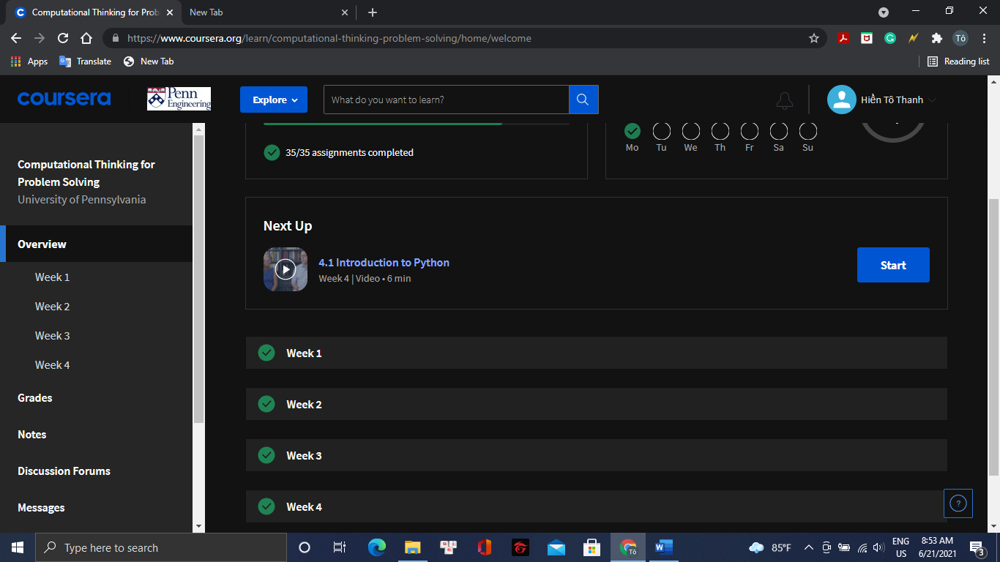 Computational Thinking for Prob
New Tab
https://www.coursera.org/learn/computational-thinking-problem-solving/home/welcome
Tô
Apps
Translate
New Tab
Reading list
coursera
Penn
Engineering
Explore
What do you want to learn?
Hiền Tô Thanh
Computational Thinking for
Problem Solving
University of Pennsylvania
Overview
Week 1
Week 2
Week 3
Week 4
Grades
Notes
Discussion Forums
Messages
35/35 assignments completed
Mo Tu We Th Fr Sa Su
Next Up
4.1 Introduction to Python
Week 4 | Video • 6 min
Start
Week 1
Week 2
Week 3
Week 4
?
Type here to search
Tô
85°F
ENG
US
8:53 AM
6/21/2021
3